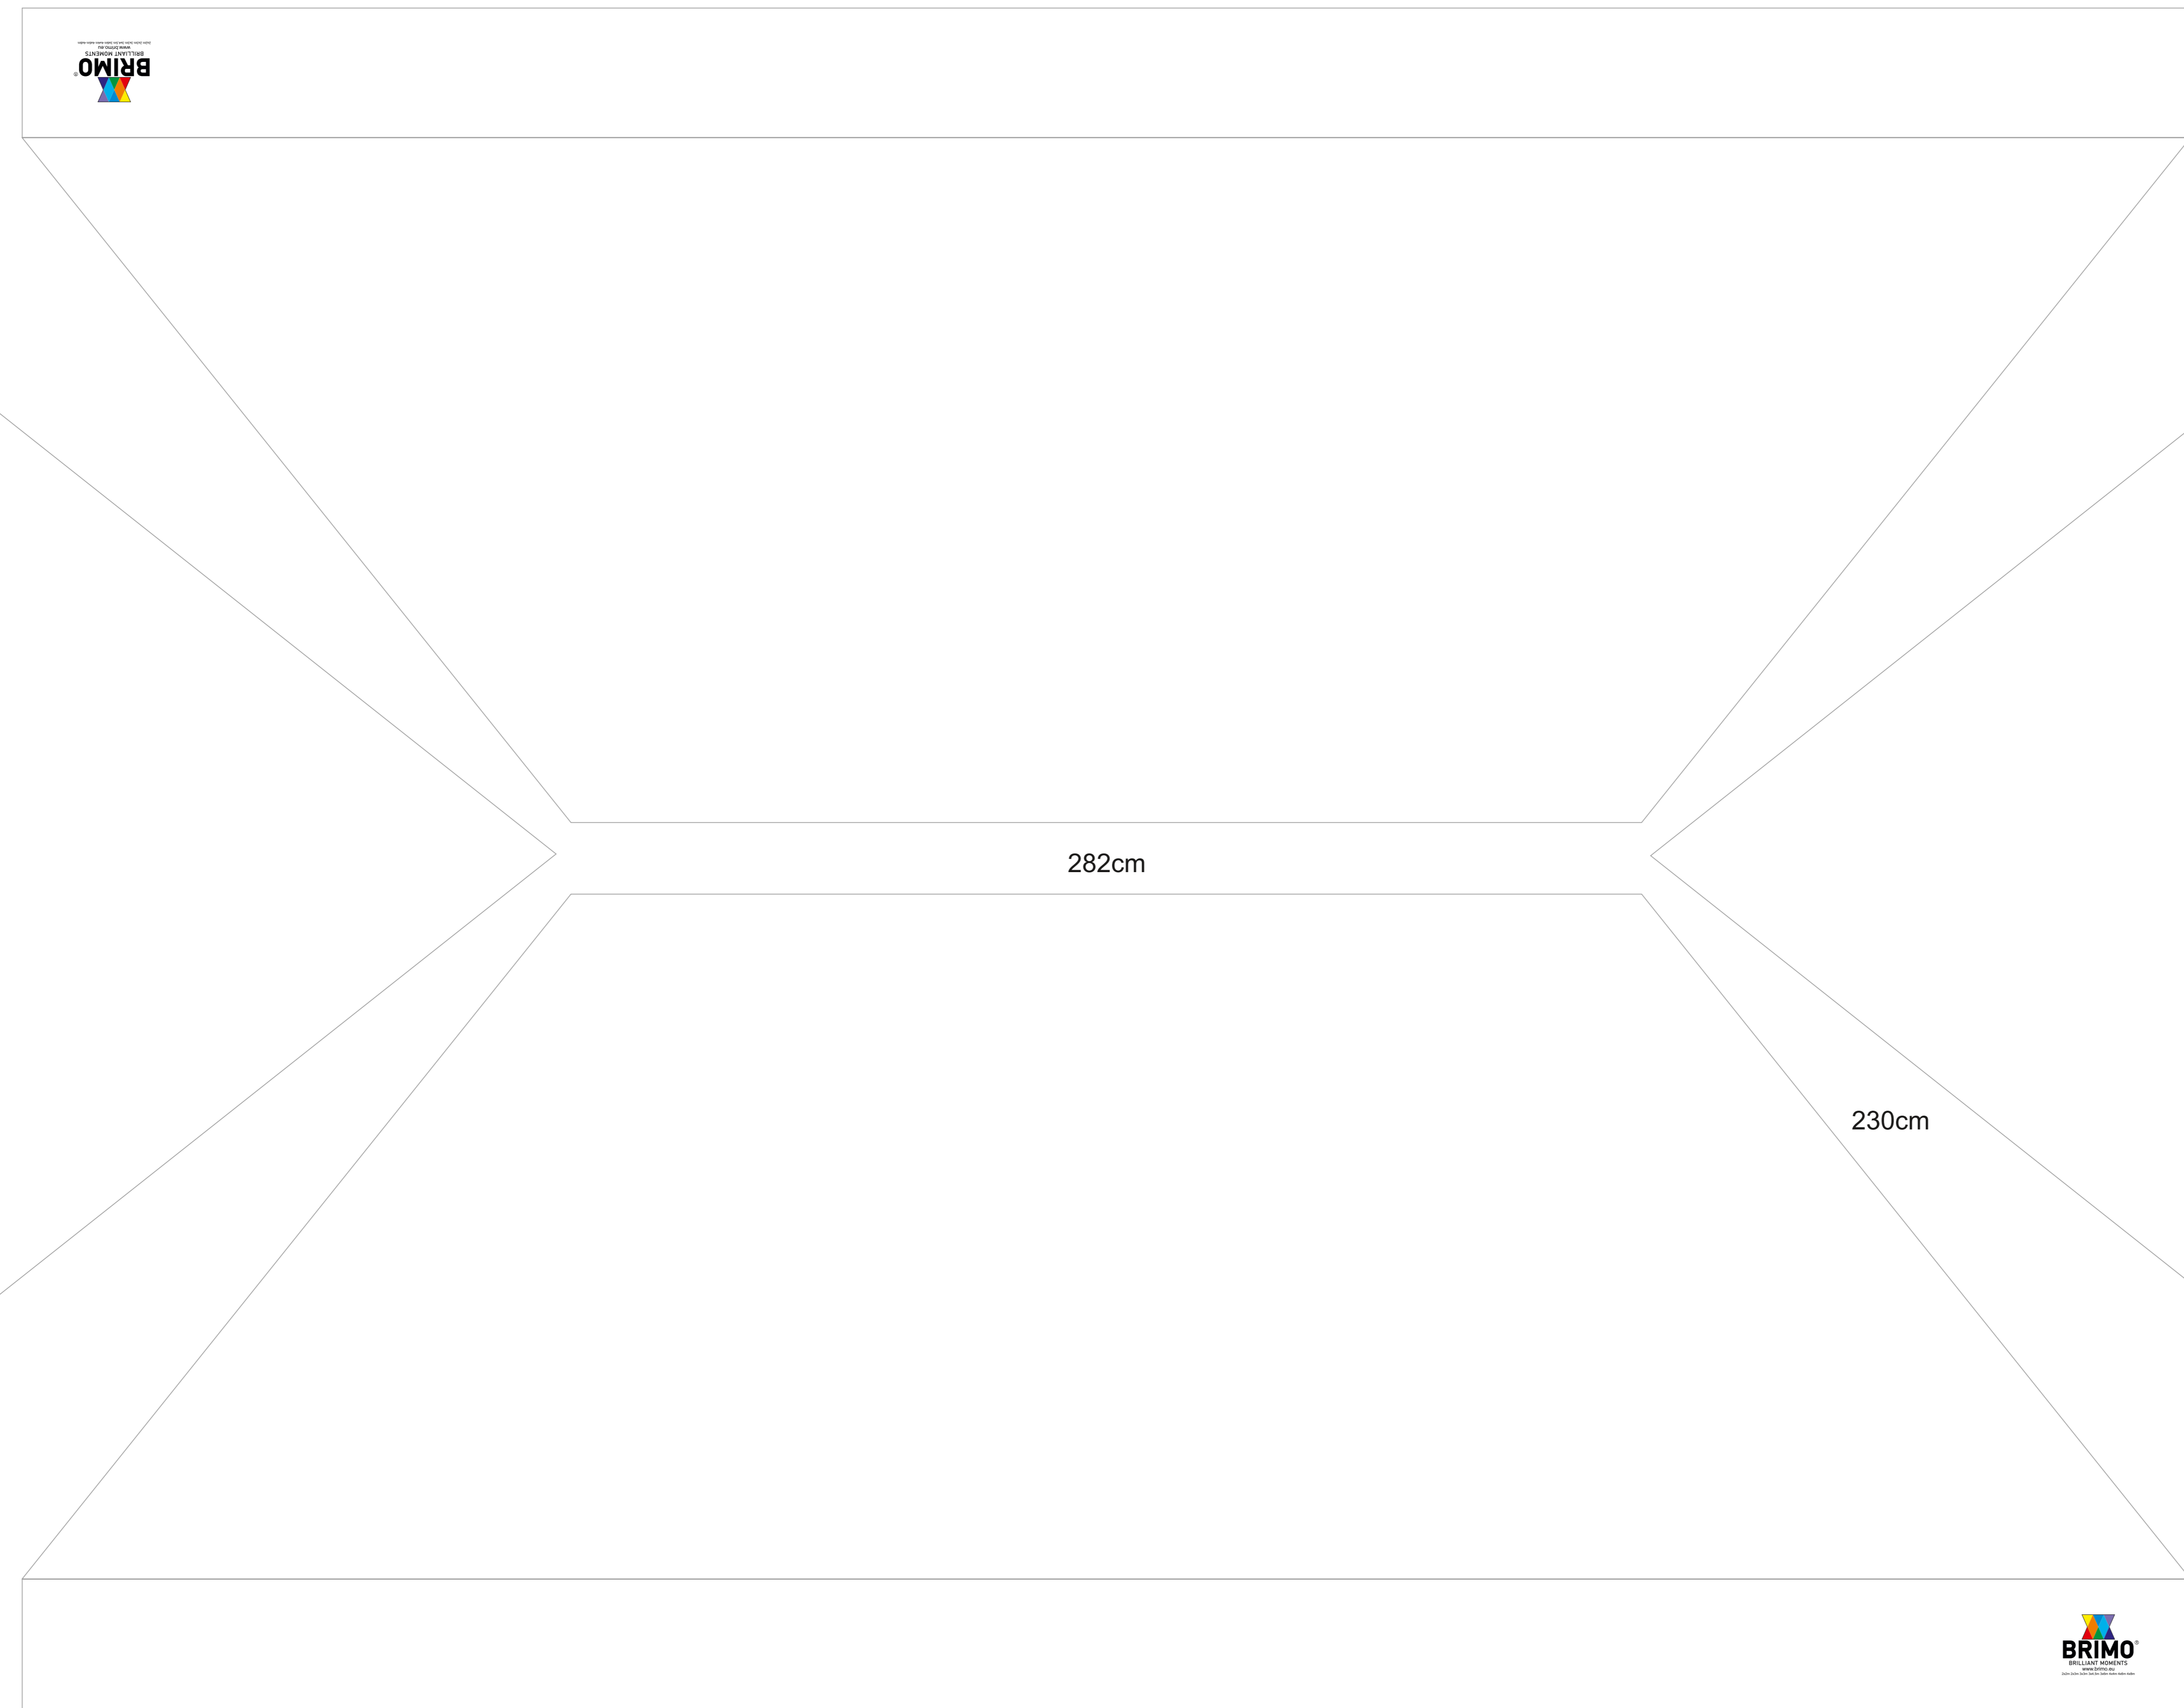 BRIMO®
BRILLIANT MOMENTS
www.brimo.eu
282cm
230cm
BRIMO®
BRILLIANT MOMENTS
www.brimo.eu